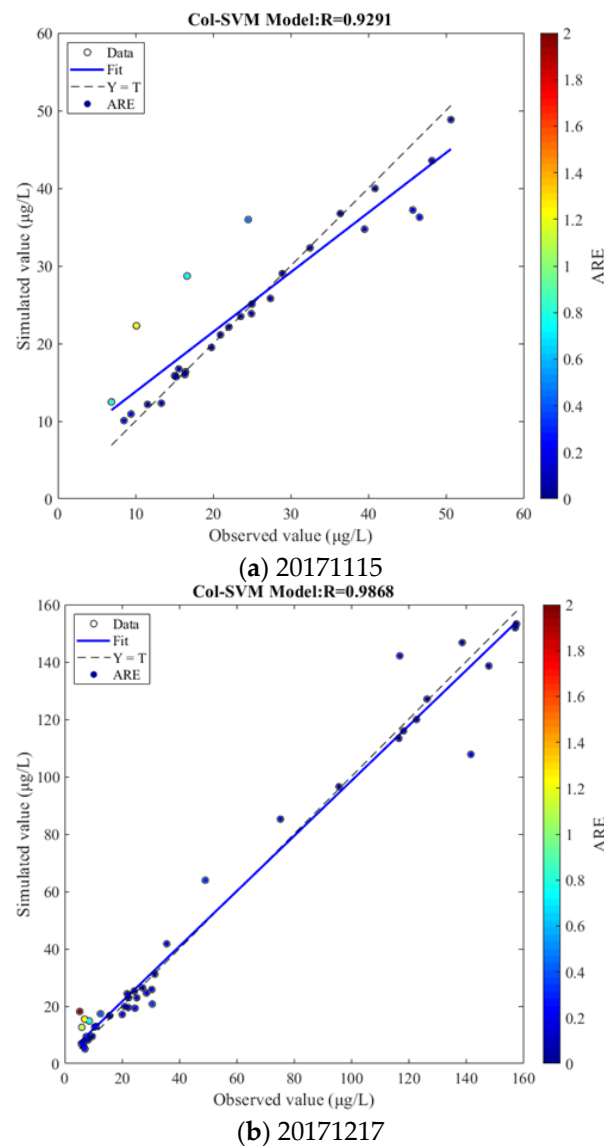 Col-SVM Model:R=0.9291
Data
Fit
Y = T
ARE
60
50
40
30
20
10
0
Simulated value (μg/L)
0 10 20 30 40 50 60
Observed value (μg/L)
2
1.8
1.6
1.4
1.2
1
0.8
0.6
0.4
0.2
0
ARE
(a) 20171115
Col-SVM Model:R=0.9868
Data
Fit
Y = T
ARE
160
140
120
100
80
60
40
20
0
Simulated value (μg/L)
0 20 40 60 80 100 120 140 160
Observed value (μg/L)
2
1.8
1.6
1.4
1.2
1
0.8
0.6
0.4
0.2
0
ARE
(b) 20171217